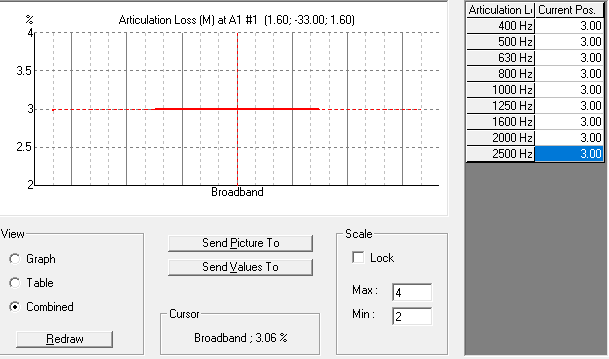 Articulation Loss (M) at A1 #1 (1.60; -33.00; 1.60)
%
4
3.5
3
2.5
2
Broadband
Articulation Lo Current Pos.
400 Hz 3.00
500 Hz 3.00
630 Hz 3.00
800 Hz 3.00
1000 Hz 3.00
1250 Hz 3.00
1600 Hz 3.00
2000 Hz 3.00
2500 Hz 3.00
View
Graph
Table
Combined
Redraw
Send Picture To
Send Values To
Cursor
Broadband ; 3.06 %
Scale
Lock
Max : 4
Min : 2